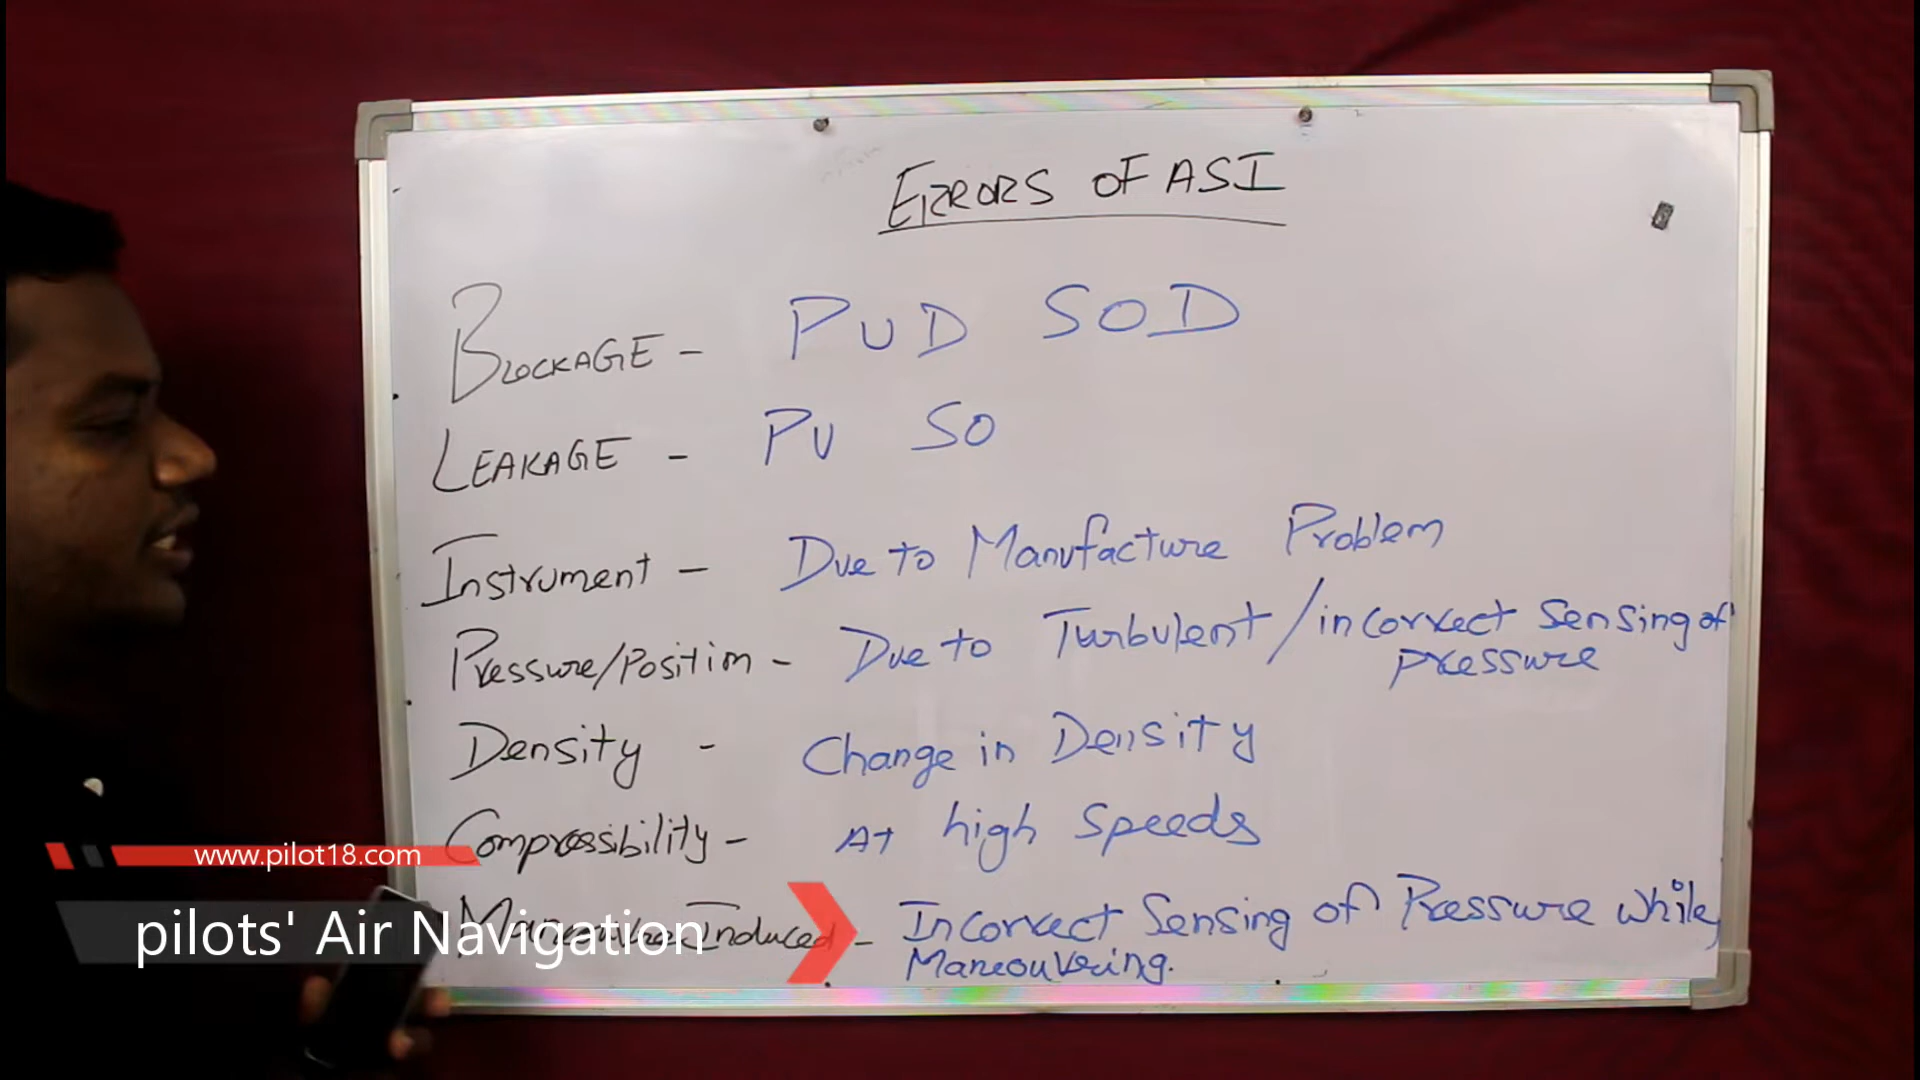 ERRORS OF ASI
BLOCKAGE - PUD SOD
LEAKAGE - PU SO
Instrument - Due to Manufacture Problem
Pressure/Position - Due to Turbulent / incorrect Sensing of
pressure
Density - Change in Density
Compressibility - At high Speeds
www.pilot18.com
Induced - Incorrect Sensing of Pressure while
pilots' Air Navigation
Maneouvering.